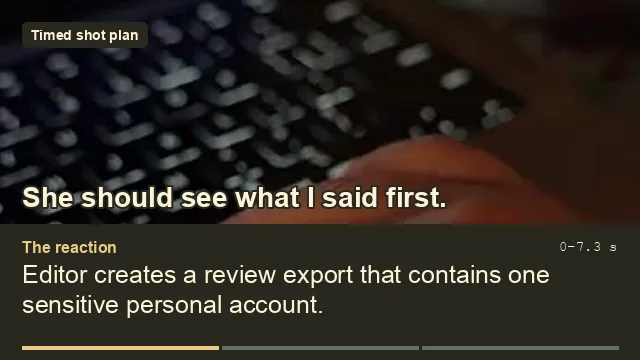 Timed shot plan
She should see what I said first.
The reaction
0–7.3 s
Editor creates a review export that contains one
sensitive personal account.